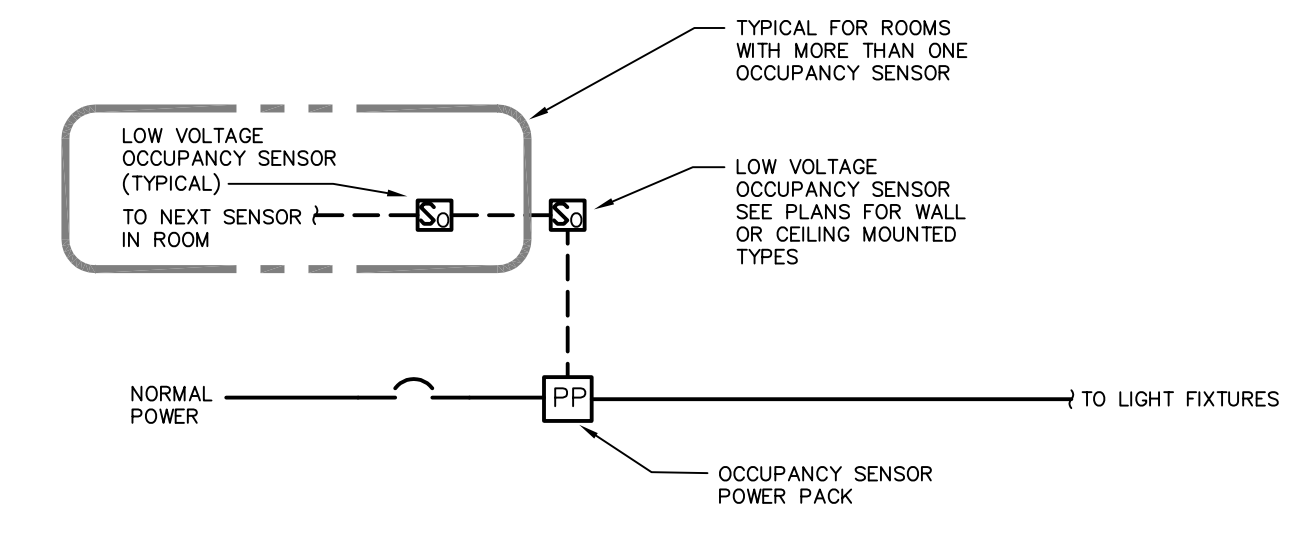 TYPICAL FOR ROOMS
WITH MORE THAN ONE
OCCUPANCY SENSOR
LOW VOLTAGE
OCCUPANCY SENSOR
(TYPICAL)
TO NEXT SENSOR
IN ROOM
SO
SO
LOW VOLTAGE
OCCUPANCY SENSOR
SEE PLANS FOR WALL
OR CEILING MOUNTED
TYPES
NORMAL
POWER
PP
TO LIGHT FIXTURES
OCCUPANCY SENSOR
POWER PACK